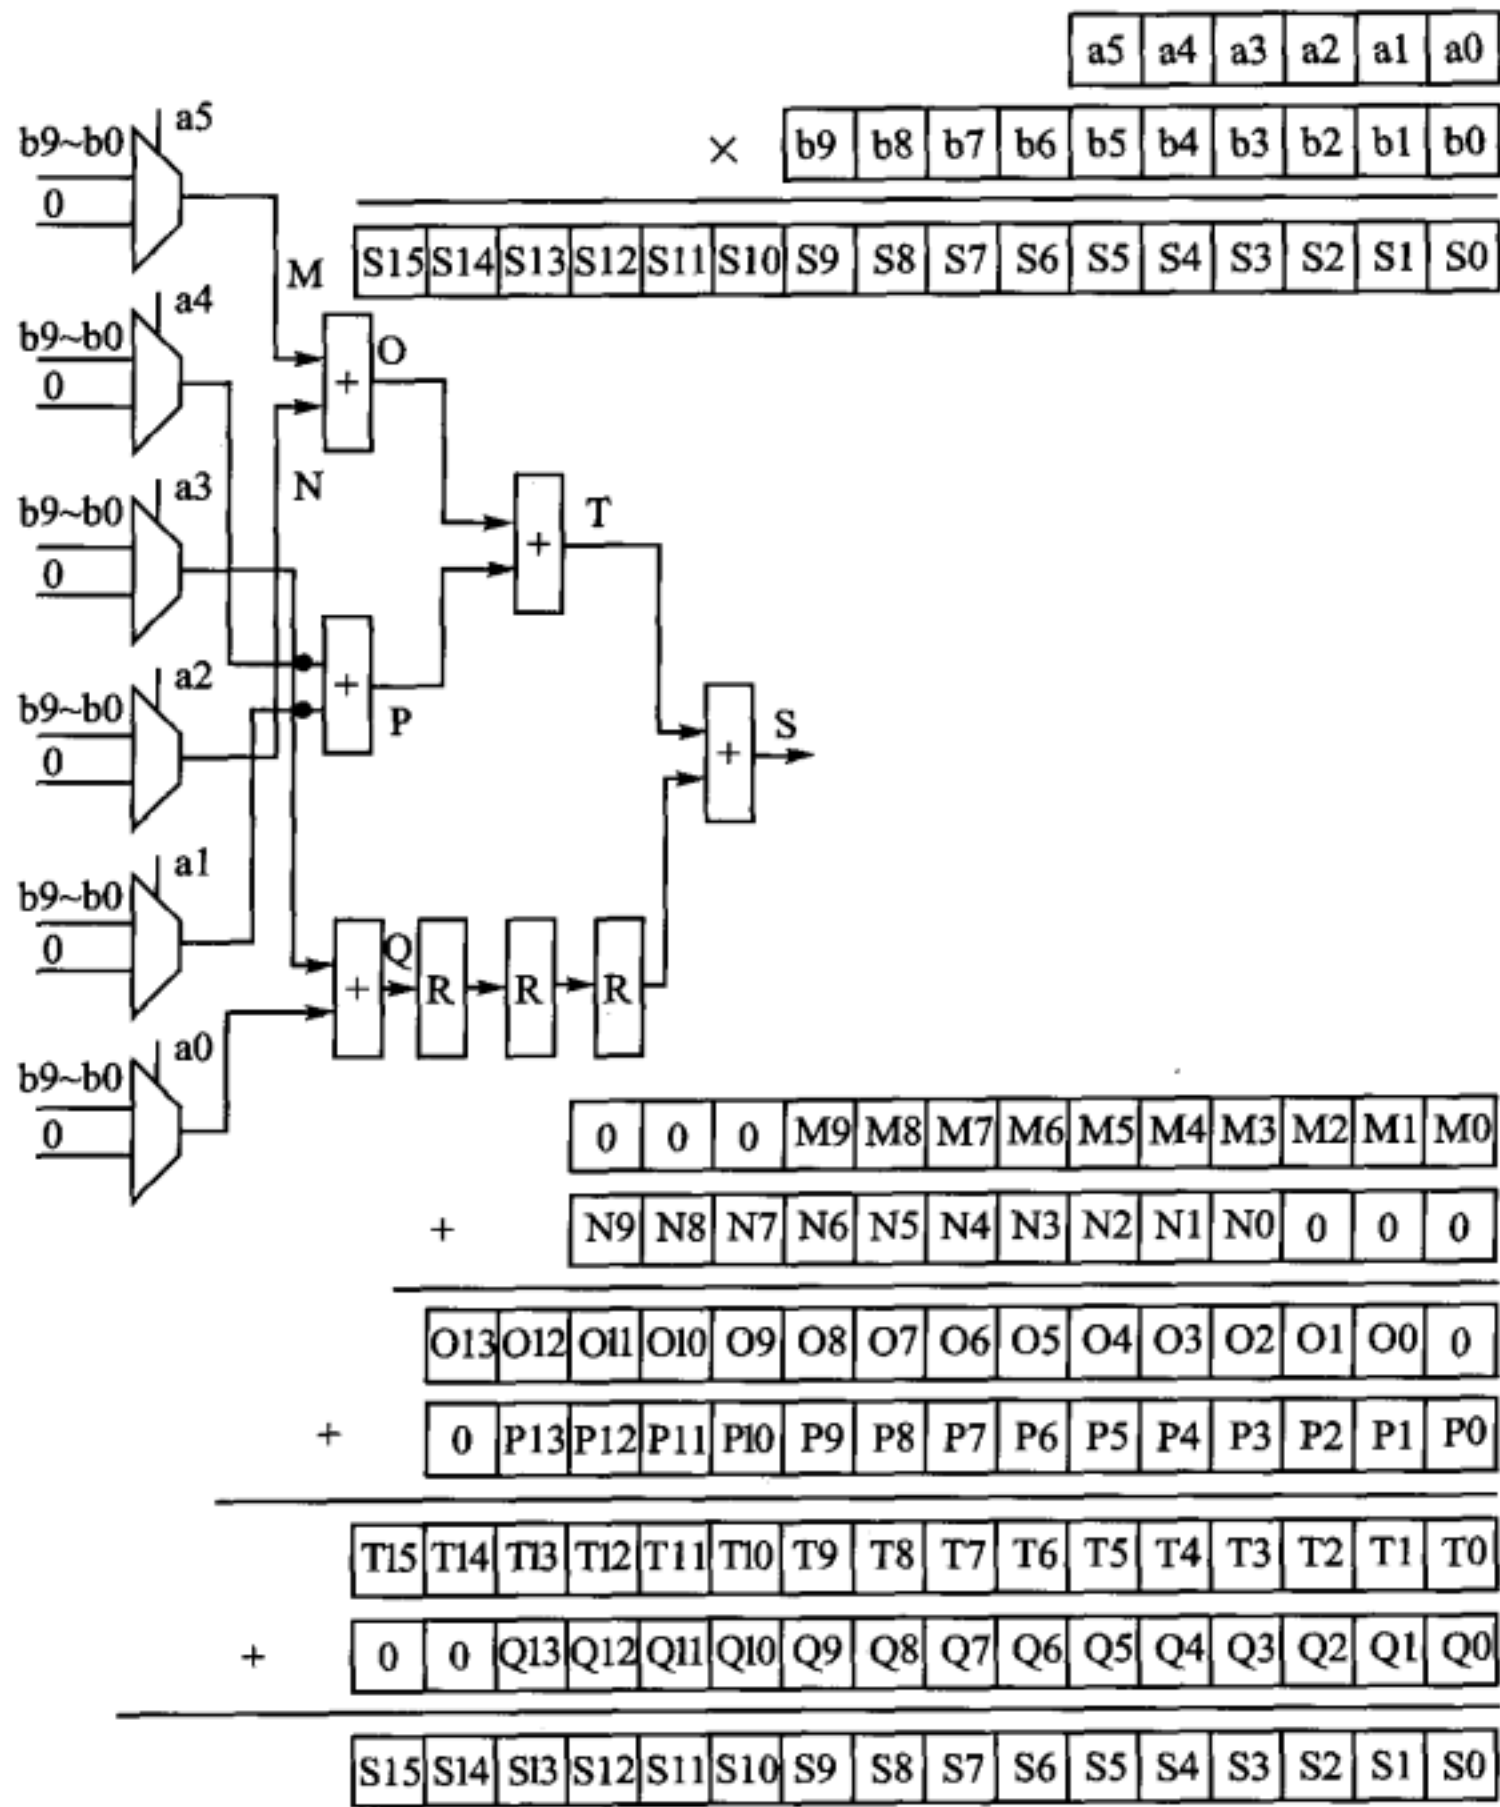 a5 a4 a3 a2 a1 a0
× b9 b8 b7 b6 b5 b4 b3 b2 b1 b0
S15 S14 S13 S12 S11 S10 S9 S8 S7 S6 S5 S4 S3 S2 S1 S0
a5
b9~b0
0
M
a4
b9~b0
0
+
O
N
a3
b9~b0
0
+
T
a2
b9~b0
0
+
P
+
S
a1
b9~b0
0
+
Q
R
R
R
a0
b9~b0
0
0 0 0 M9 M8 M7 M6 M5 M4 M3 M2 M1 M0
+ N9 N8 N7 N6 N5 N4 N3 N2 N1 N0 0 0 0
O13 O12 O11 O10 O9 O8 O7 O6 O5 O4 O3 O2 O1 O0 0
+ 0 P13 P12 P11 P10 P9 P8 P7 P6 P5 P4 P3 P2 P1 P0
T15 T14 T13 T12 T11 T10 T9 T8 T7 T6 T5 T4 T3 T2 T1 T0
+ 0 0 Q13 Q12 Q11 Q10 Q9 Q8 Q7 Q6 Q5 Q4 Q3 Q2 Q1 Q0
S15 S14 S13 S12 S11 S10 S9 S8 S7 S6 S5 S4 S3 S2 S1 S0